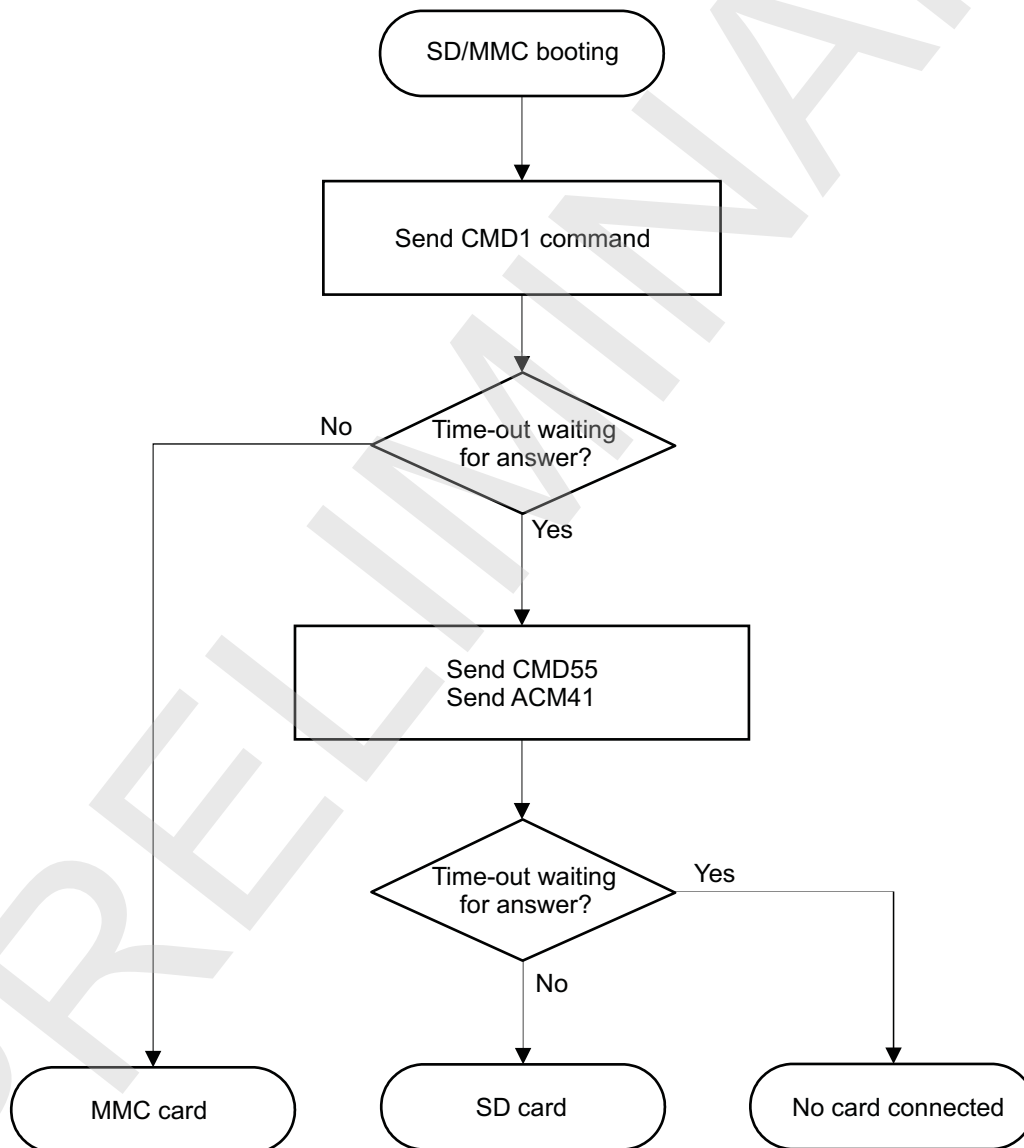 SD/MMC booting
Send CMD1 command
No
Time-out waiting
for answer?
Yes
Send CMD55
Send ACM41
Time-out waiting
for answer?
Yes
No
MMC card
SD card
No card connected
PRELIMINA